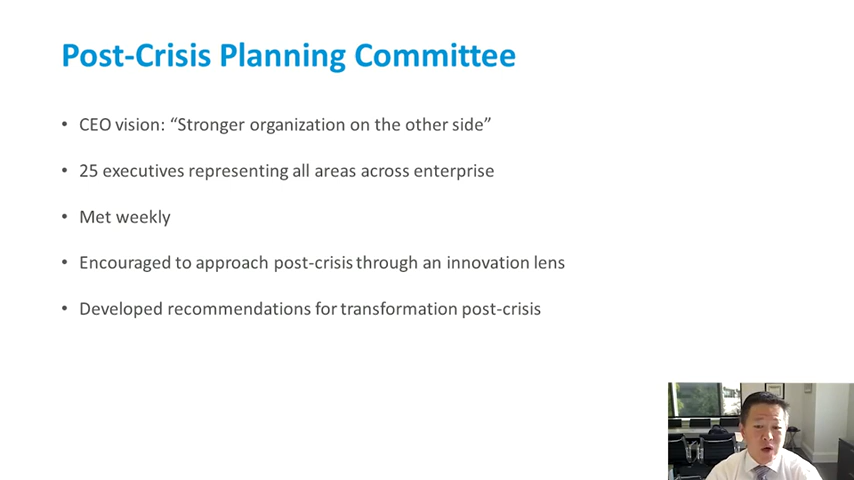 Post-Crisis Planning Committee
• CEO vision: “Stronger organization on the other side”
• 25 executives representing all areas across enterprise
• Met weekly
• Encouraged to approach post-crisis through an innovation lens
• Developed recommendations for transformation post-crisis